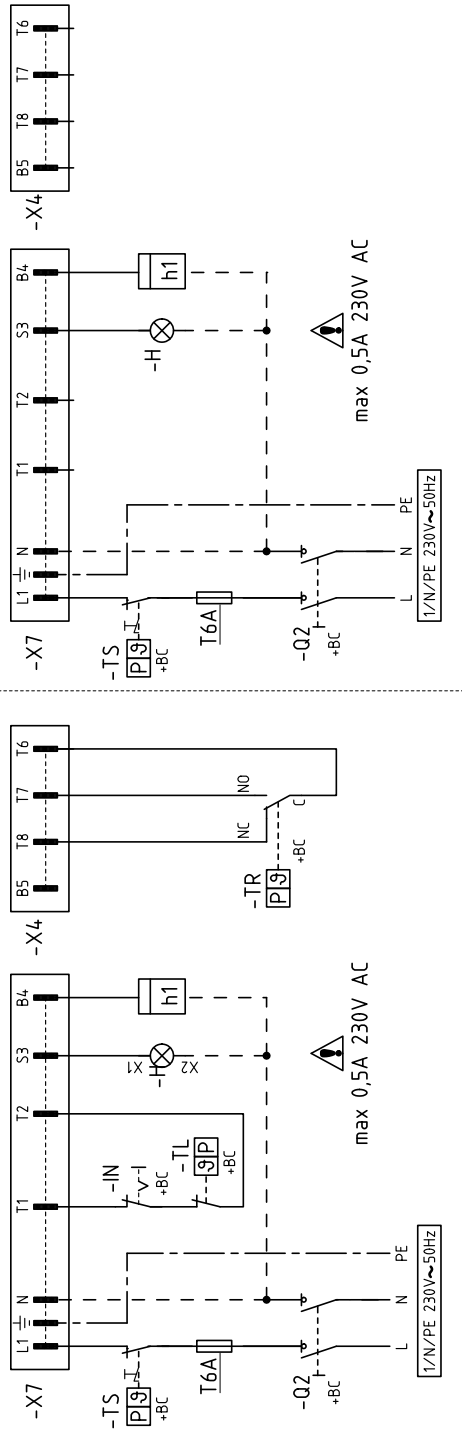 B5 T8 T7 T6
-X4
L1 N T1 T2 S3 B4
-X7
h1
-H
-TS
P ϑ
+BC
T6A
-Q2
+BC
max 0,5A 230V AC
L N PE
1/N/PE 230V~50Hz
B5 T8 T7 T6
-X4
NC NO
C
-TR
P ϑ
+BC
L1 N T1 T2 S3 B4
-X7
h1
X1
-H
X2
-IN
+BC
-TL
ϑ P
+BC
-TS
P ϑ
+BC
T6A
-Q2
+BC
max 0,5A 230V AC
L N PE
1/N/PE 230V~50Hz